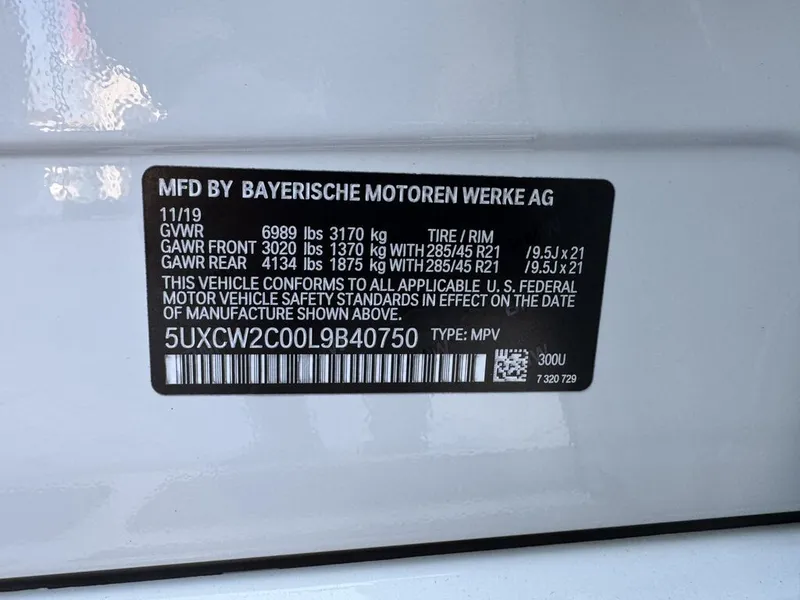 MFD BY BAYERISCHE MOTOREN WERKE AG
11/19
GVWR 6989 lbs 3170 kg TIRE / RIM
GAWR FRONT 3020 lbs 1370 kg WITH 285/45 R21 /9.5J x 21
GAWR REAR 4134 lbs 1875 kg WITH 285/45 R21 /9.5J x 21
THIS VEHICLE CONFORMS TO ALL APPLICABLE U. S. FEDERAL
MOTOR VEHICLE SAFETY STANDARDS IN EFFECT ON THE DATE
OF MANUFACTURE SHOWN ABOVE.
5UXCW2C00L9B40750 TYPE: MPV
300U
7 320 729